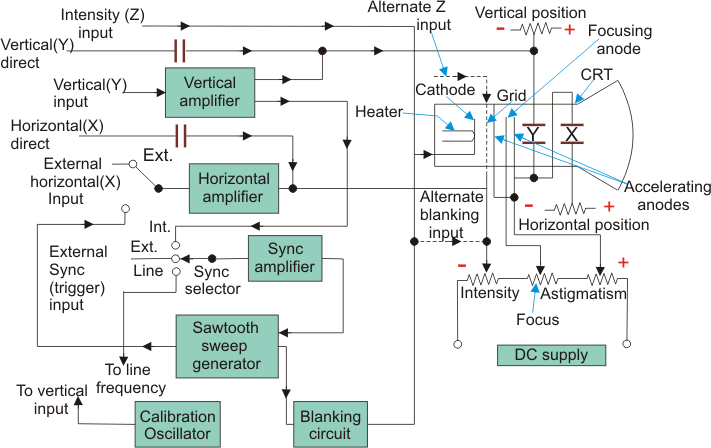 Intensity (Z)
input
Alternate Z
input
Vertical position
- +
Focusing
anode
Vertical(Y)
direct
Vertical(Y)
input
Vertical
amplifier
Cathode
Grid
CRT
Heater
Y
X
Horizontal(X)
direct
Ext.
External
horizontal(X)
Input
Horizontal
amplifier
Alternate
blanking
input
- +
Horizontal position
Accelerating
anodes
Int.
External
Sync
(trigger)
input
Ext.
Line
Sync
selector
Sync
amplifier
- +
Intensity
Astigmatism
Focus
Sawtooth
sweep
generator
DC supply
To line
frequency
To vertical
input
Calibration
Oscillator
Blanking
circuit